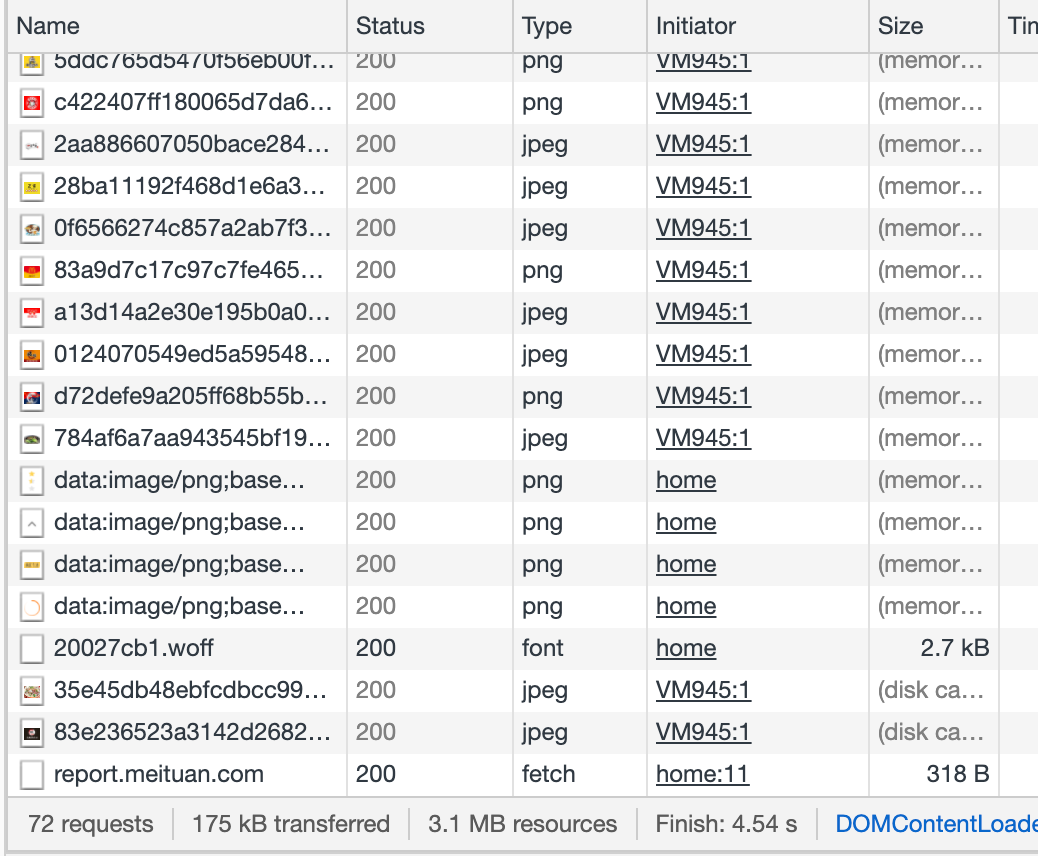 Name Status Type Initiator Size Tin
5ddc765d5470f56eb00f... 200 png VM945:1 (memor...
c422407ff180065d7da6... 200 png VM945:1 (memor...
2aa886607050bace284... 200 jpeg VM945:1 (memor...
28ba11192f468d1e6a3... 200 jpeg VM945:1 (memor...
0f6566274c857a2ab7f3... 200 jpeg VM945:1 (memor...
83a9d7c17c97c7fe465... 200 png VM945:1 (memor...
a13d14a2e30e195b0a0... 200 jpeg VM945:1 (memor...
0124070549ed5a59548... 200 jpeg VM945:1 (memor...
d72defe9a205ff68b55b... 200 png VM945:1 (memor...
784af6a7aa943545bf19... 200 jpeg VM945:1 (memor...
data:image/png;base... 200 png home (memor...
data:image/png;base... 200 png home (memor...
data:image/png;base... 200 png home (memor...
data:image/png;base... 200 png home (memor...
20027cb1.woff 200 font home 2.7 kB
35e45db48ebfcdbcc99... 200 jpeg VM945:1 (disk ca...
83e236523a3142d2682... 200 jpeg VM945:1 (disk ca...
report.meituan.com 200 fetch home:11 318 B
72 requests 175 kB transferred 3.1 MB resources Finish: 4.54 s DOMContentLoade